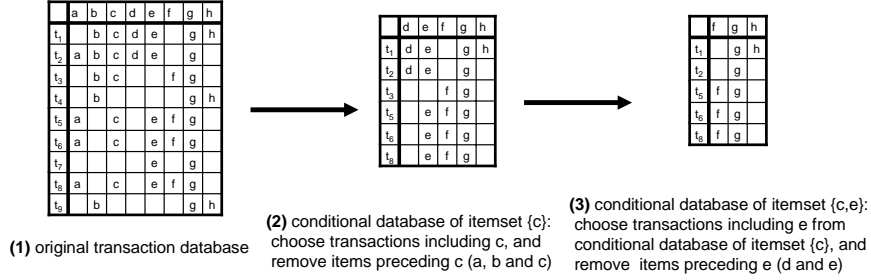 a b c d e f g h
t1 b c d e g h
t2 a b c d e g
t3 b c f g
t4 b g h
t5 a c e f g
t6 a c e f g
t7 e g
t8 a c e f g
t9 b g h
(1) original transaction database
d e f g h
t1 d e g h
t2 d e g
t3 f g
t5 e f g
t6 e f g
t8 e f g
(2) conditional database of itemset {c}:
choose transactions including c, and
remove items preceding c (a, b and c)
f g h
t1 g h
t2 g
t5 f g
t6 f g
t8 f g
(3) conditional database of itemset {c,e}:
choose transactions including e from
conditional database of itemset {c}, and
remove items preceding e (d and e)